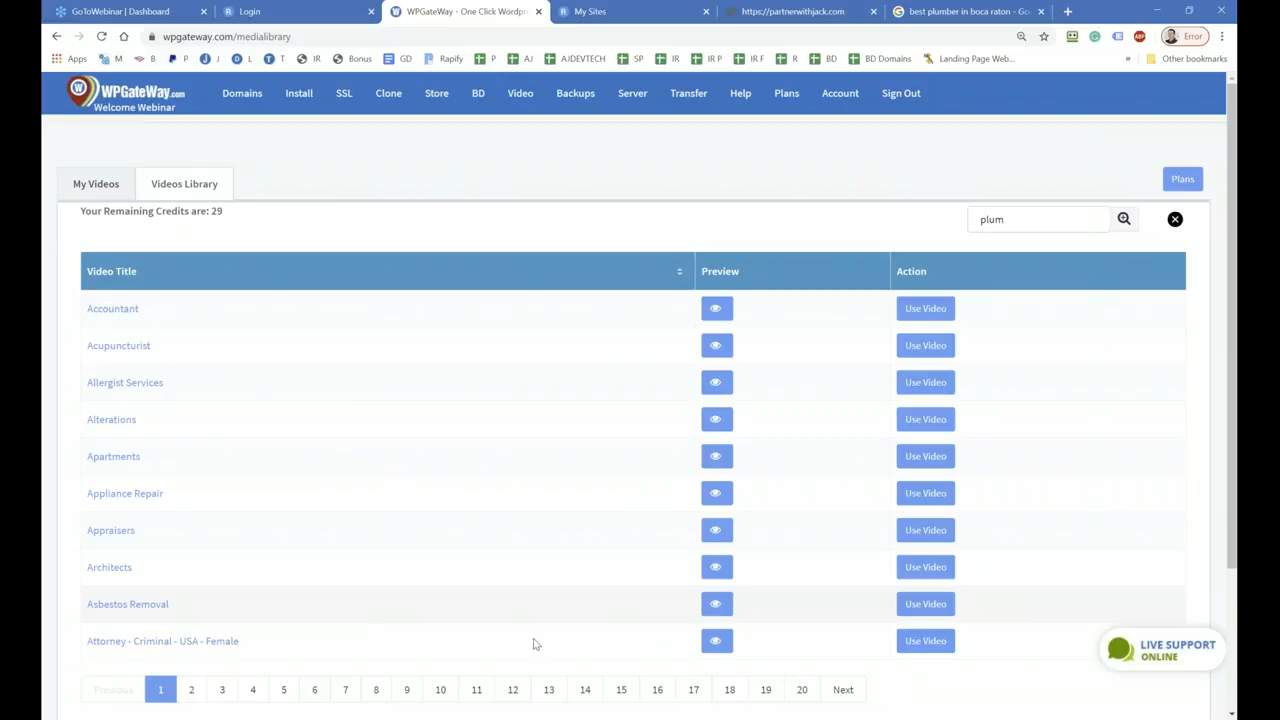 GoToWebinar | Dashboard
Login
WPGateWay - One Click Wordpr
My Sites
https://partnerwithjack.com
best plumber in boca raton - Go
wpgateway.com/medialibrary
Error
Apps M B P J D L T IR Bonus GD Rapify P AJ AJDEVTECH SP IR IR P IR F R BD BD Domains Landing Page Web... » Other bookmarks
WPGateWay.com
Welcome Webinar
Domains Install SSL Clone Store BD Video Backups Server Transfer Help Plans Account Sign Out
My Videos Videos Library Plans
Your Remaining Credits are: 29
plum
Video Title Preview Action
Accountant Use Video
Acupuncturist Use Video
Allergist Services Use Video
Alterations Use Video
Apartments Use Video
Appliance Repair Use Video
Appraisers Use Video
Architects Use Video
Asbestos Removal Use Video
Attorney - Criminal - USA - Female Use Video
LIVE SUPPORT
ONLINE
Previous 1 2 3 4 5 6 7 8 9 10 11 12 13 14 15 16 17 18 19 20 Next